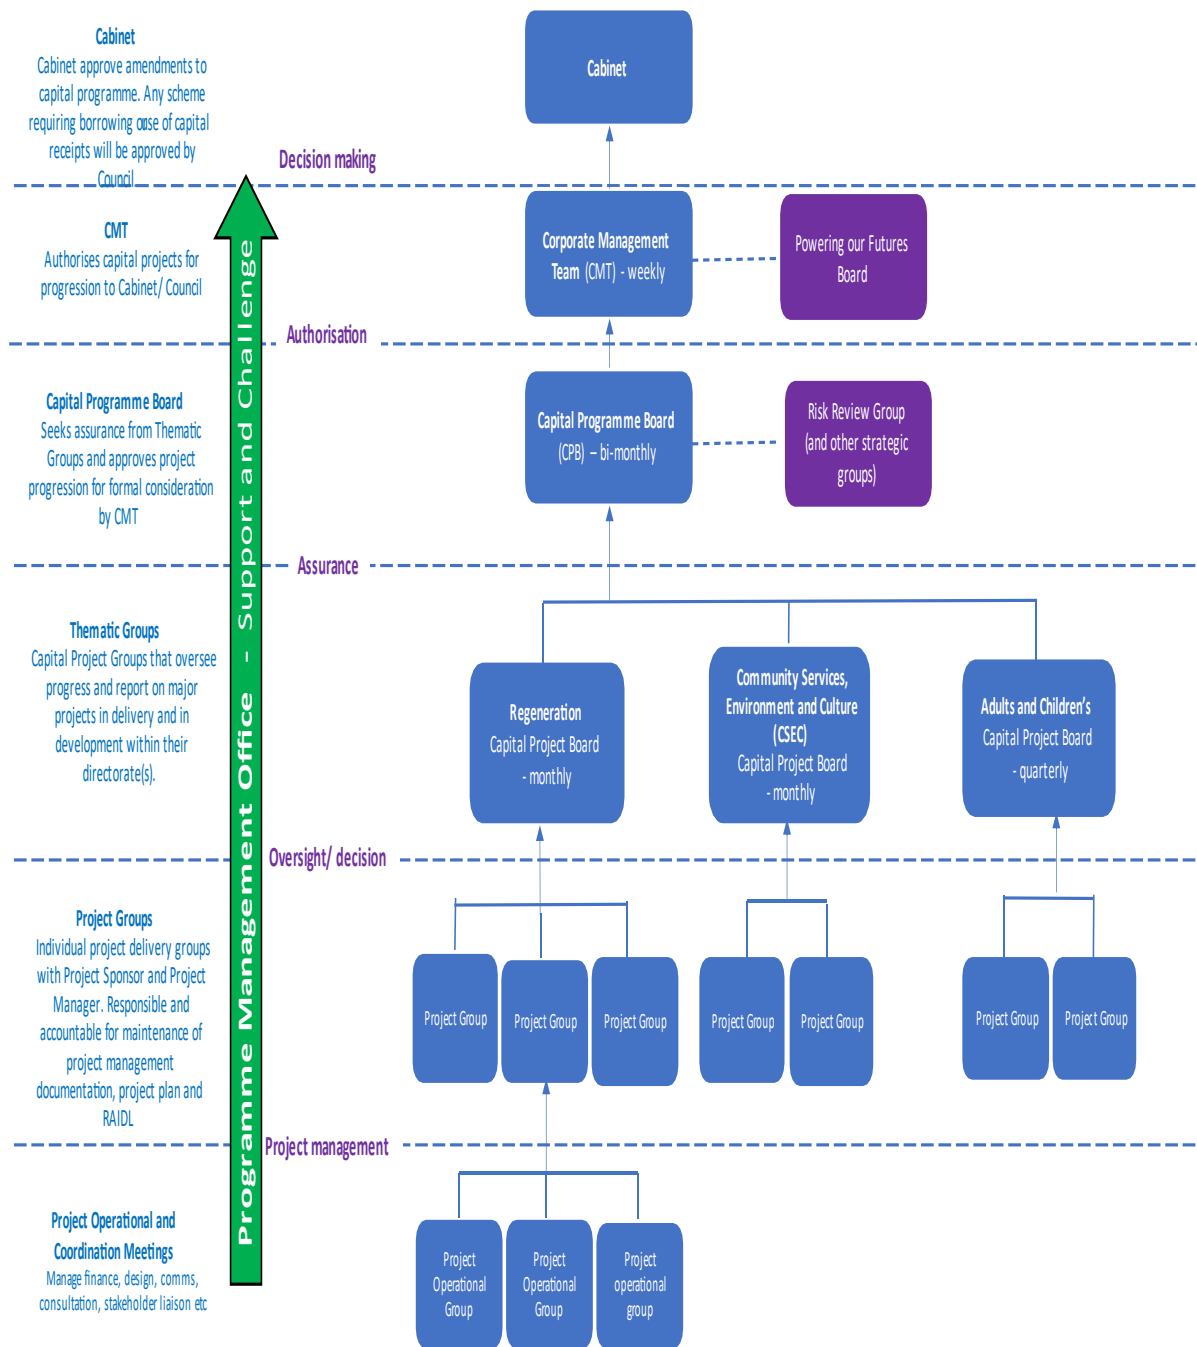 Cabinet
Cabinet approve amendments to
capital programme. Any scheme
requiring borrowing or use of capital
receipts will be approved by
Council
Cabinet
Decision making
CMT
Authorises capital projects for
progression to Cabinet/ Council
Corporate Management
Team (CMT) - weekly
Powering our Futures
Board
Authorisation
Capital Programme Board
Seeks assurance from Thematic
Groups and approves project
progression for formal consideration
by CMT
Capital Programme Board
(CPB) – bi-monthly
Risk Review Group
(and other strategic
groups)
Assurance
Programme Management Office - Support and Challenge
Thematic Groups
Capital Project Groups that oversee
progress and report on major
projects in delivery and in
development within their
directorate(s).
Regeneration
Capital Project Board
- monthly
Community Services,
Environment and Culture
(CSEC)
Capital Project Board
- monthly
Adults and Children’s
Capital Project Board
- quarterly
Oversight/ decision
Project Groups
Individual project delivery groups
with Project Sponsor and Project
Manager. Responsible and
accountable for maintenance of
project management
documentation, project plan and
RAIDL
Project Group
Project Group
Project Group
Project Group
Project Group
Project Group
Project Group
Project management
Project Operational and
Coordination Meetings
Manage finance, design, comms,
consultation, stakeholder liaison etc
Project
Operational
Group
Project
Operational
Group
Project
operational
group